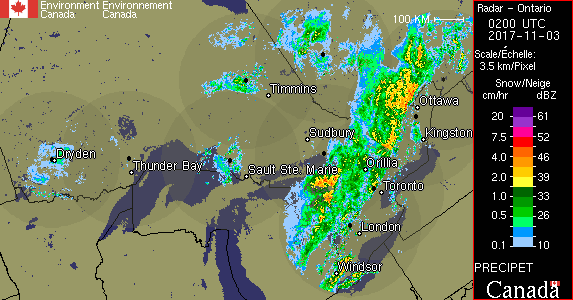 Environment Environnement
Canada Canada
100 KM
Timmins
Ottawa
Sudbury
Kingston
Dryden
Thunder Bay
Sault Ste. Marie
Orillia
Toronto
London
Windsor
Radar - Ontario
0200 UTC
2017-11-03
Scale/Échelle:
3.5 km/Pixel
Snow/Neige
cm/hr dBZ
20 61
7.5 52
4.0 46
2.0 39
1.0 33
0.5 26
0.1 10
PRECIPET
Canada